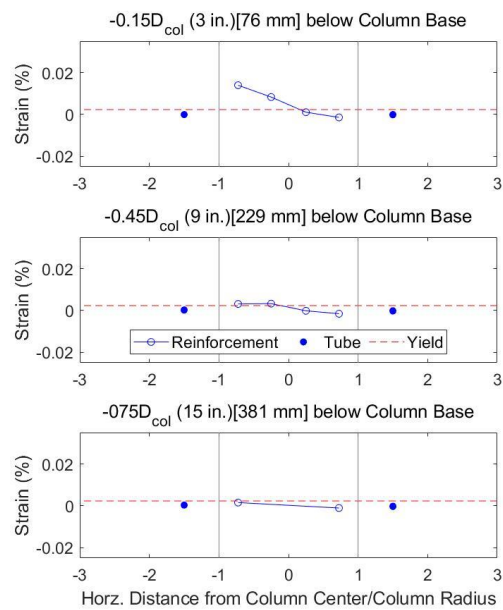 -0.15D_col (3 in.)[76 mm] below Column Base
Strain (%)
0.02
0
-0.02
-3 -2 -1 0 1 2 3
-0.45D_col (9 in.)[229 mm] below Column Base
Strain (%)
0.02
0
-0.02
Reinforcement Tube Yield
-3 -2 -1 0 1 2 3
-075D_col (15 in.)[381 mm] below Column Base
Strain (%)
0.02
0
-0.02
-3 -2 -1 0 1 2 3
Horz. Distance from Column Center/Column Radius